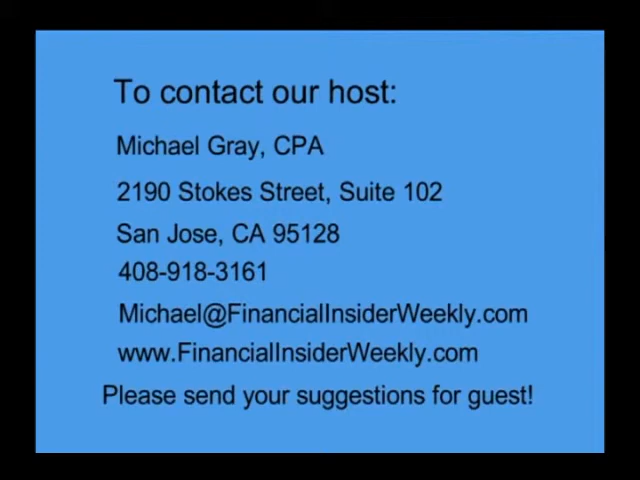 To contact our host:
Michael Gray, CPA
2190 Stokes Street, Suite 102
San Jose, CA 95128
408-918-3161
Michael@FinancialInsiderWeekly.com
www.FinancialInsiderWeekly.com
Please send your suggestions for guest!